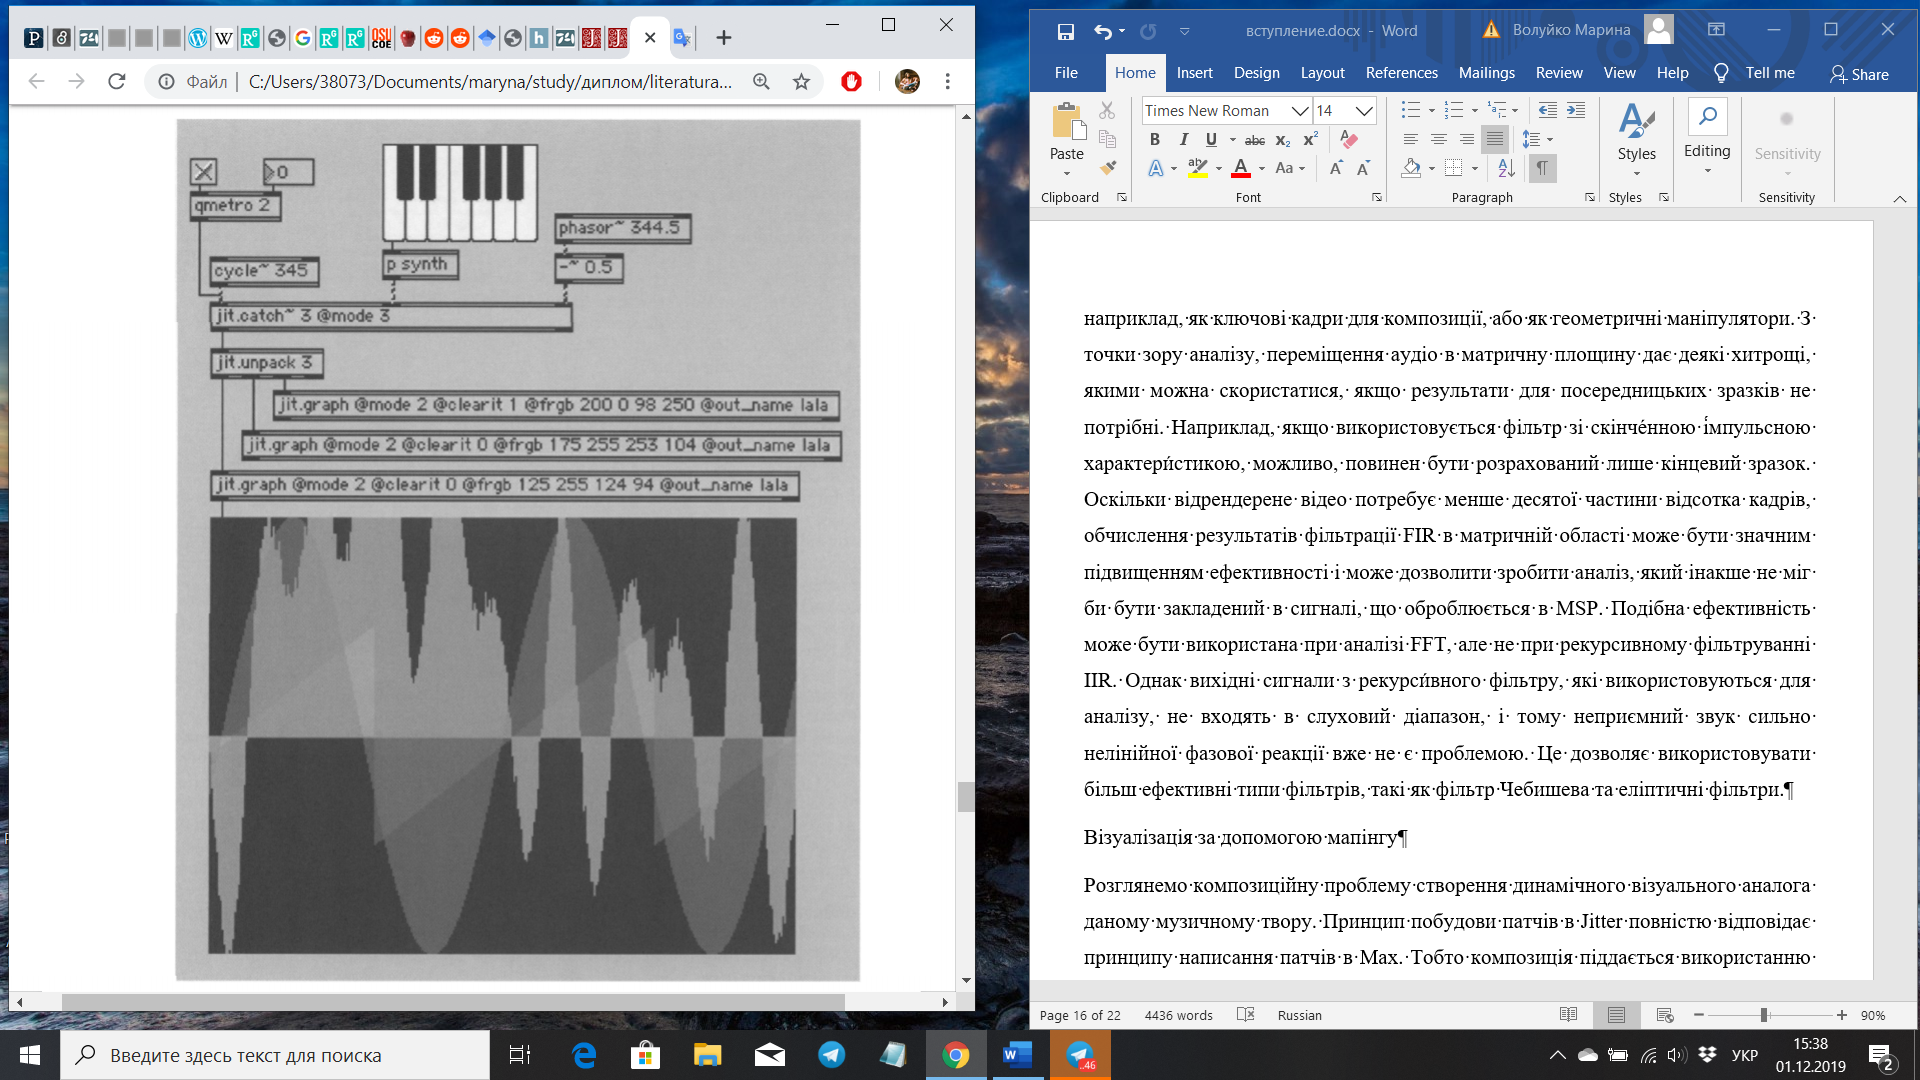 Файл
C:/Users/38073/Documents/maryna/study/диплом/literatura...
0
qmetro 2
phasor~ 344.5
cycle~ 345
p synth
-~ 0.5
jit.catch~ 3 @mode 3
jit.unpack 3
jit.graph @mode 2 @clearit 1 @frgb 200 0 98 250 @out_name lala
jit.graph @mode 2 @clearit 0 @frgb 175 255 253 104 @out_name lala
jit.graph @mode 2 @clearit 0 @frgb 125 255 124 94 @out_name lala
вступление.docx - Word
Волуйко Марина
File Home Insert Design Layout References Mailings Review View Help Tell me Share
Times New Roman 14
Paste
B I U abc x₂ x²
A A Aa A A
Styles
Editing
Sensitivity
Clipboard
Font
Paragraph
Styles
Sensitivity
наприклад, як ключові кадри для композиції, або як геометричні маніпулятори. З
точки зору аналізу, переміщення аудіо в матричну площину дає деякі хитрощі,
якими можна скористатися, якщо результати для посередницьких зразків не
потрібні. Наприклад, якщо використовується фільтр зі скінче́нною і́мпульсною
характери́стикою, можливо, повинен бути розрахований лише кінцевий зразок.
Оскільки відрендерене відео потребує менше десятої частини відсотка кадрів,
обчислення результатів фільтрації FIR в матричній області може бути значним
підвищенням ефективності і може дозволити зробити аналіз, який інакше не міг
би бути закладений в сигналі, що оброблюється в MSP. Подібна ефективність
може бути використана при аналізі FFT, але не при рекурсивному фільтруванні
IIR. Однак вихідні сигнали з рекурси́вного фільтру, які використовуються для
аналізу, не входять в слуховий діапазон, і тому неприємний звук сильно
нелінійної фазової реакції вже не є проблемою. Це дозволяє використовувати
більш ефективні типи фільтрів, такі як фільтр Чебишева та еліптичні фільтри.¶
Візуалізація за допомогою мапінгу¶
Розглянемо композиційну проблему створення динамічного візуального аналога
даному музичному твору. Принцип побудови патчів в Jitter повністю відповідає
принципу написання патчів в Max. Тобто композиція піддається використанню
Page 16 of 22 4436 words Russian 90%
Введите здесь текст для поиска
..46
УКР
15:38
01.12.2019
2